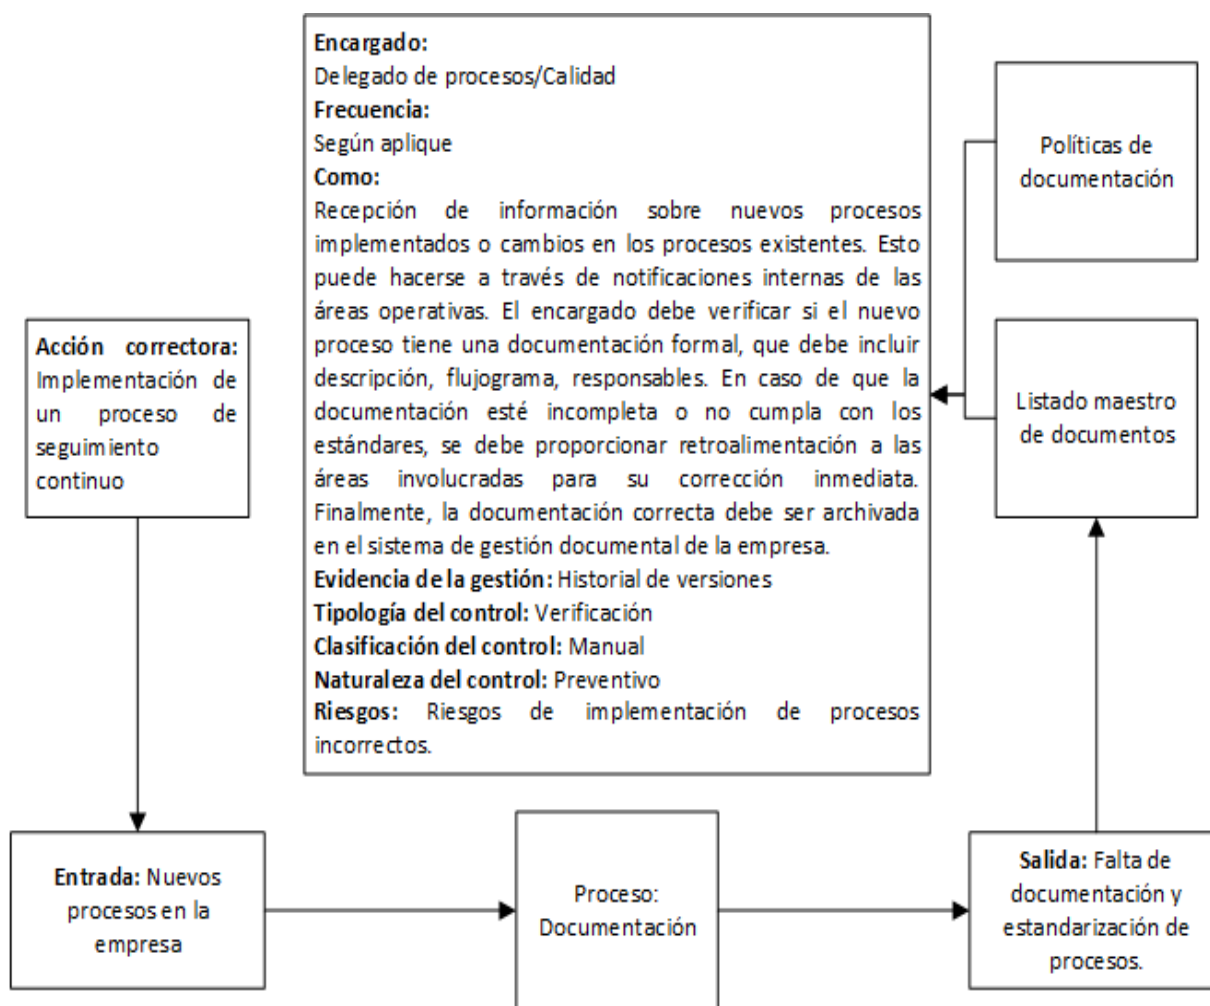 Encargado:
Delegado de procesos/Calidad
Frecuencia:
Según aplique
Como:
Recepción de información sobre nuevos procesos
implementados o cambios en los procesos existentes. Esto
puede hacerse a través de notificaciones internas de las
áreas operativas. El encargado debe verificar si el nuevo
proceso tiene una documentación formal, que debe incluir
descripción, flujograma, responsables. En caso de que la
documentación esté incompleta o no cumpla con los
estándares, se debe proporcionar retroalimentación a las
áreas involucradas para su corrección inmediata.
Finalmente, la documentación correcta debe ser archivada
en el sistema de gestión documental de la empresa.
Evidencia de la gestión: Historial de versiones
Tipología del control: Verificación
Clasificación del control: Manual
Naturaleza del control: Preventivo
Riesgos: Riesgos de implementación de procesos
incorrectos.
Políticas de
documentación
Listado maestro
de documentos
Acción correctora:
Implementación de
un proceso de
seguimiento
continuo
Entrada: Nuevos
procesos en la
empresa
Proceso:
Documentación
Salida: Falta de
documentación y
estandarización de
procesos.